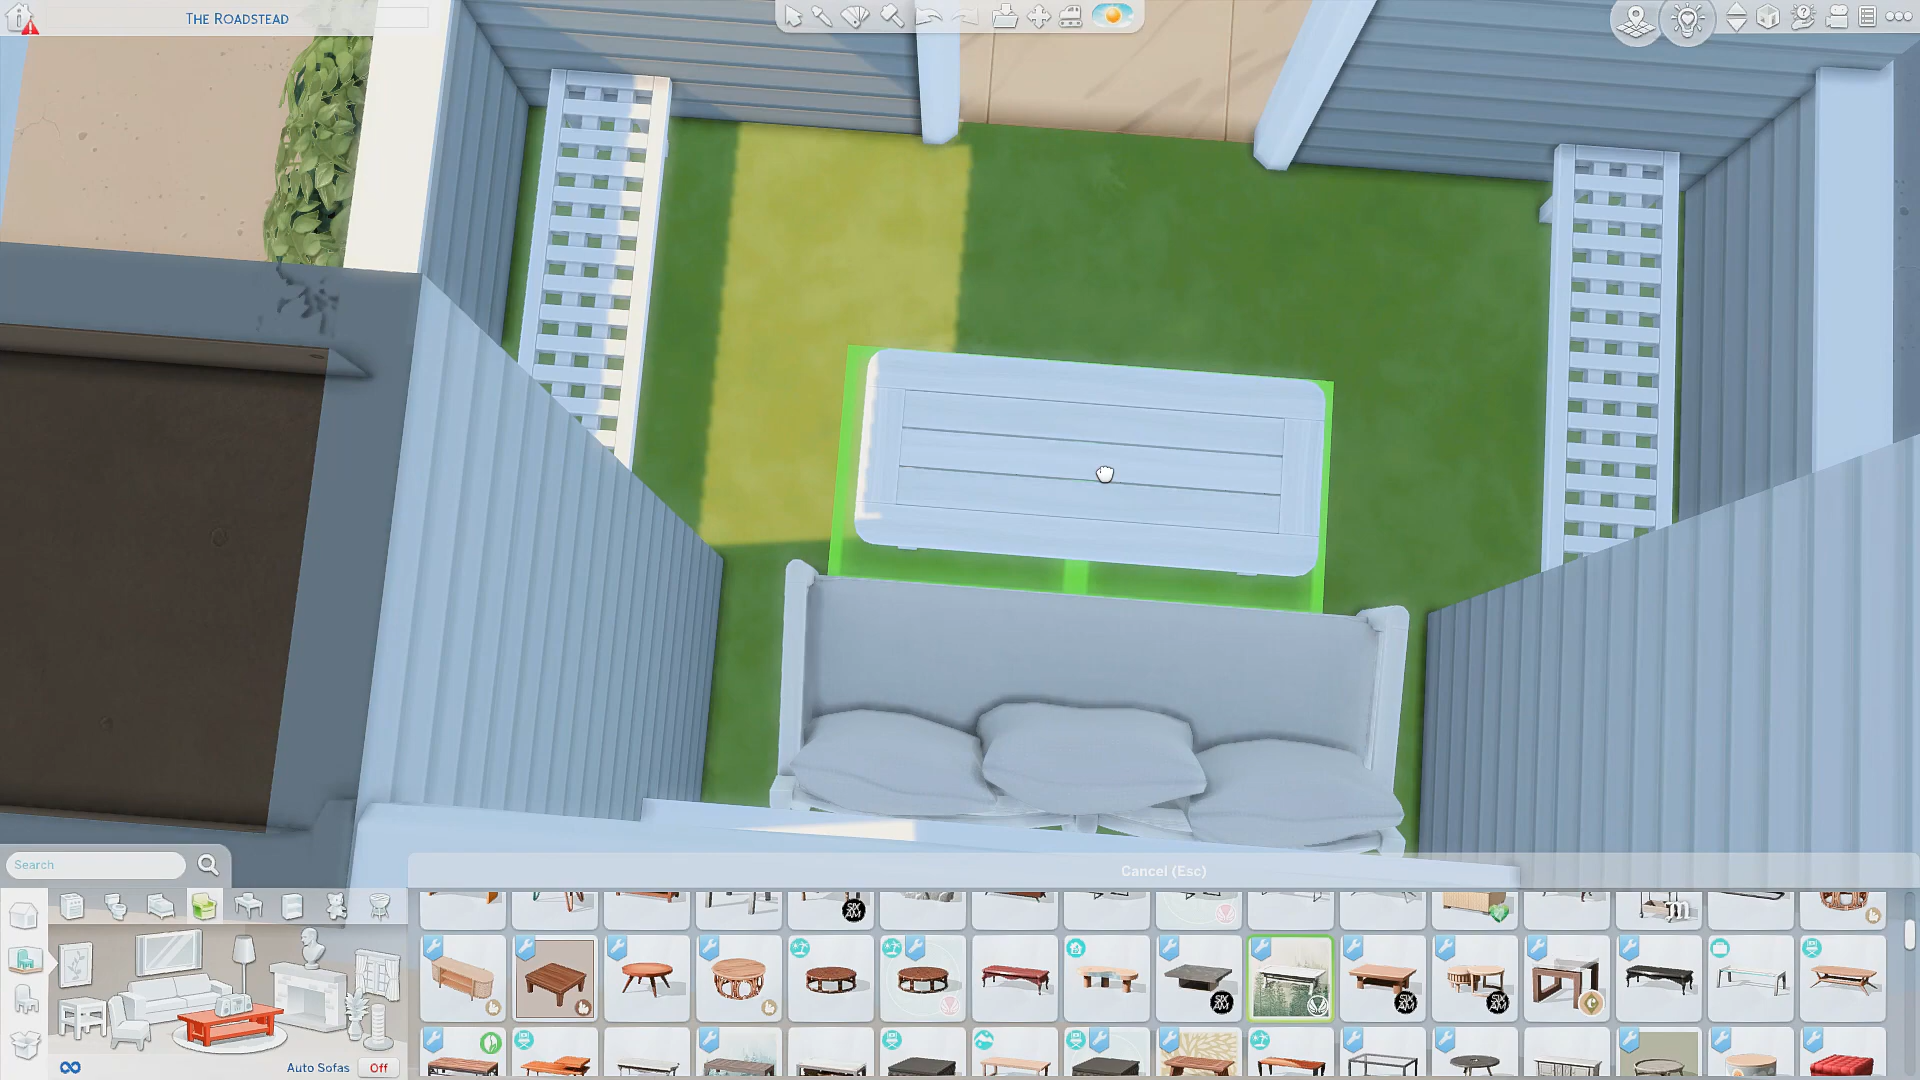 THE ROADSTEAD
Cancel (Esc)
Search
Auto Sofas
Off